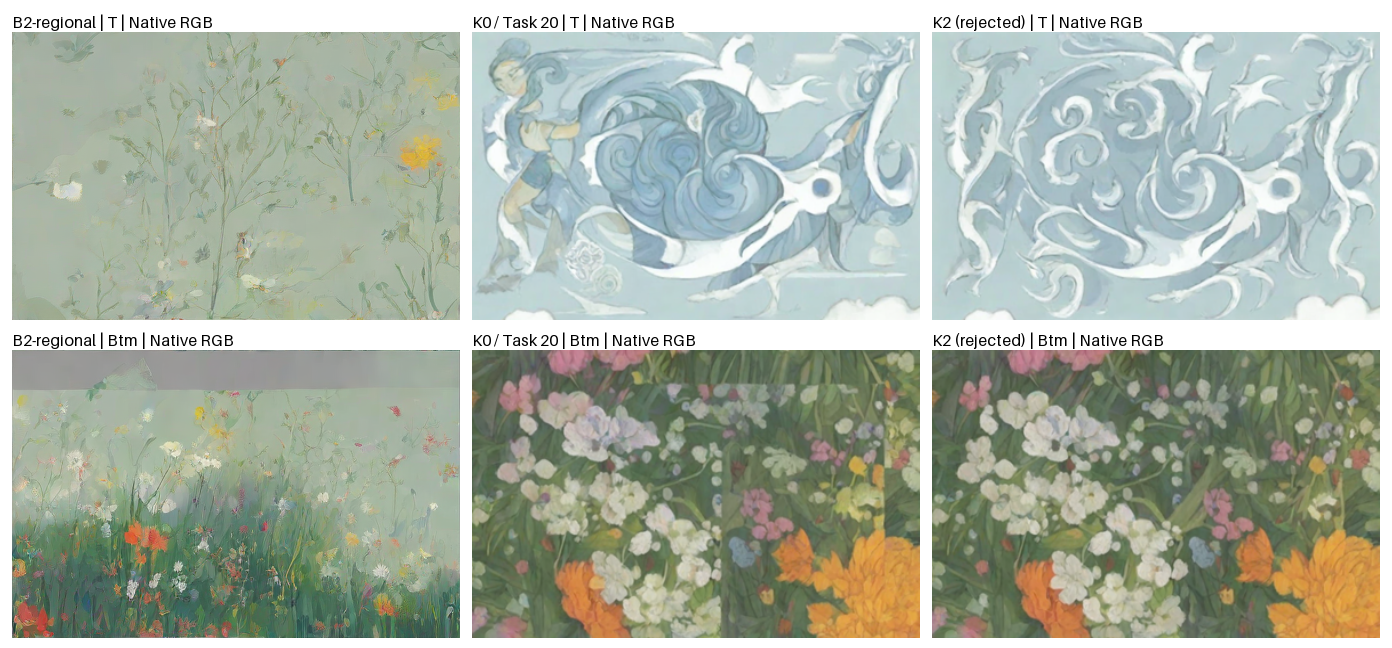 B2-regional | T | Native RGB
K0 / Task 20 | T | Native RGB
K2 (rejected) | T | Native RGB
B2-regional | Btm | Native RGB
K0 / Task 20 | Btm | Native RGB
K2 (rejected) | Btm | Native RGB